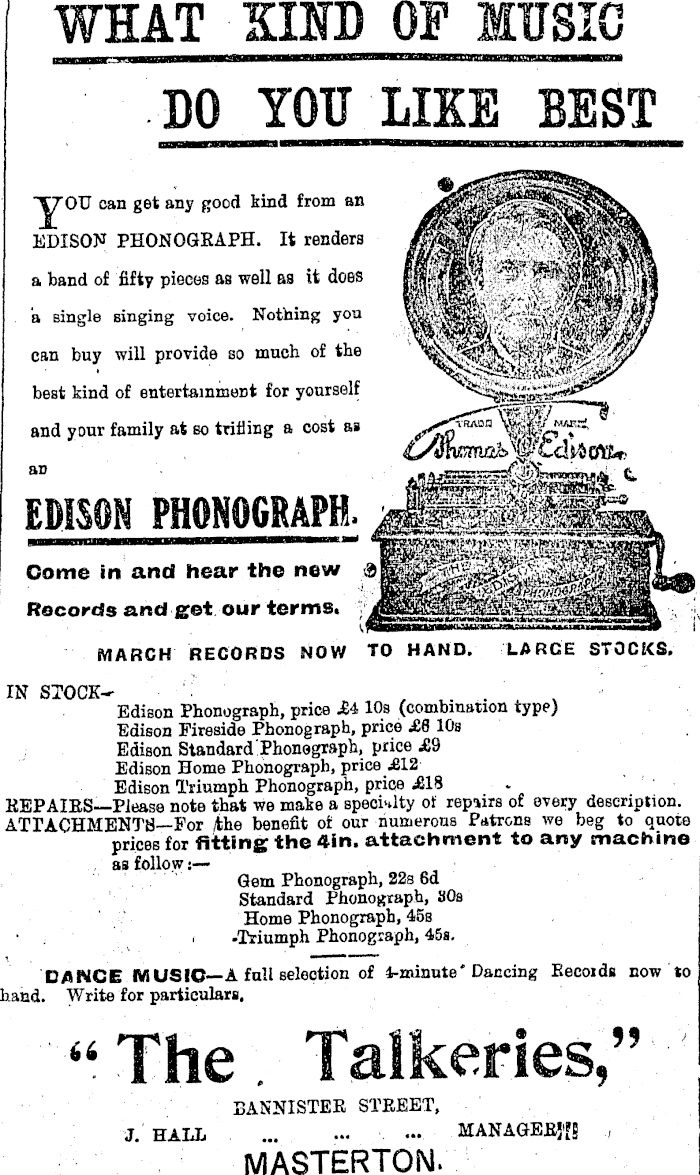 WHAT KIND OF MUSIC
DO YOU LIKE BEST
YOU can get any good kind from an
EDISON PHONOGRAPH. It renders
a band of fifty pieces as well as it does
a single singing voice. Nothing you
can buy will provide so much of the
best kind of entertainment for yourself
and your family at so trifling a cost as
an
EDISON PHONOGRAPH.
Come in and hear the new
Records and get our terms.
TRADE MARK
Thomas Edison
THE
EDISON
PHONOGRAPH
MARCH RECORDS NOW TO HAND. LARGE STOCKS.
IN STOCK—
Edison Phonograph, price £4 10s (combination type)
Edison Fireside Phonograph, price £6 10s
Edison Standard Phonograph, price £9
Edison Home Phonograph, price £12
Edison Triumph Phonograph, price £18
REPAIRS—Please note that we make a specialty of repairs of every description.
ATTACHMENTS—For the benefit of our numerous Patrons we beg to quote
prices for fitting the 4in. attachment to any machine
as follow:—
Gem Phonograph, 22s 6d
Standard Phonograph, 30s
Home Phonograph, 45s
Triumph Phonograph, 45s.
DANCE MUSIC—A full selection of 4-minute Dancing Records now to
hand. Write for particulars.
"The Talkeries,"
BANNISTER STREET,
J. HALL ... ... ... MANAGER
MASTERTON.